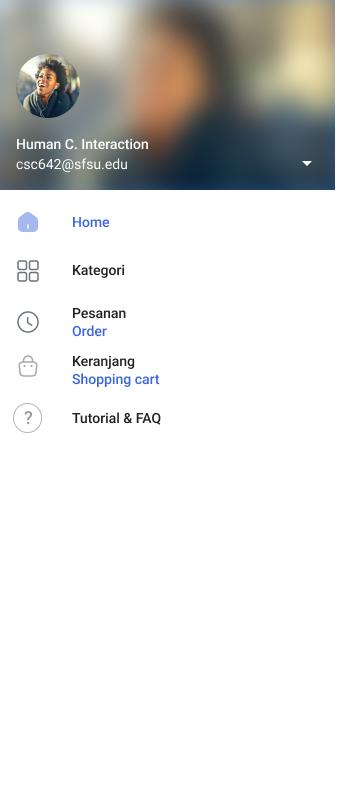 Human C. Interaction
csc642@sfsu.edu
Home
Kategori
Pesanan
Order
Keranjang
Shopping cart
? Tutorial & FAQ